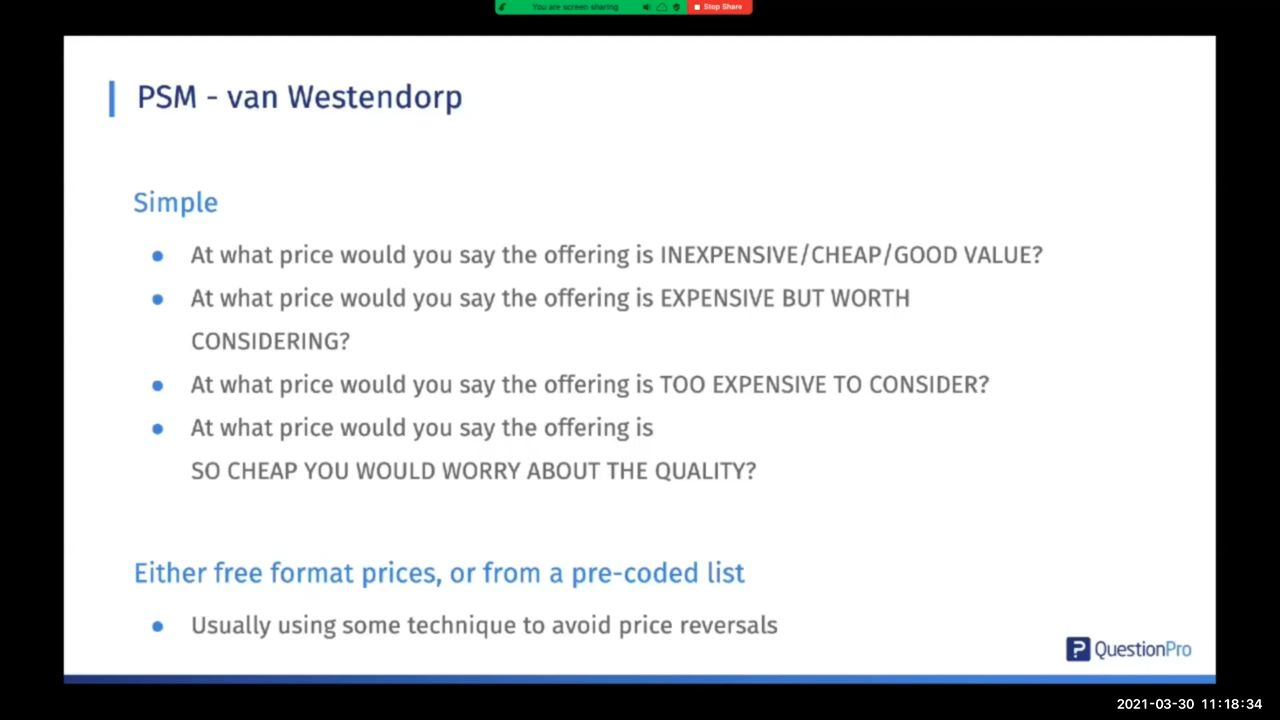 You are screen sharing
Stop Share
PSM - van Westendorp
Simple
● At what price would you say the offering is INEXPENSIVE/CHEAP/GOOD VALUE?
● At what price would you say the offering is EXPENSIVE BUT WORTH
CONSIDERING?
● At what price would you say the offering is TOO EXPENSIVE TO CONSIDER?
● At what price would you say the offering is
SO CHEAP YOU WOULD WORRY ABOUT THE QUALITY?
Either free format prices, or from a pre-coded list
● Usually using some technique to avoid price reversals
QuestionPro
2021-03-30 11:18:34